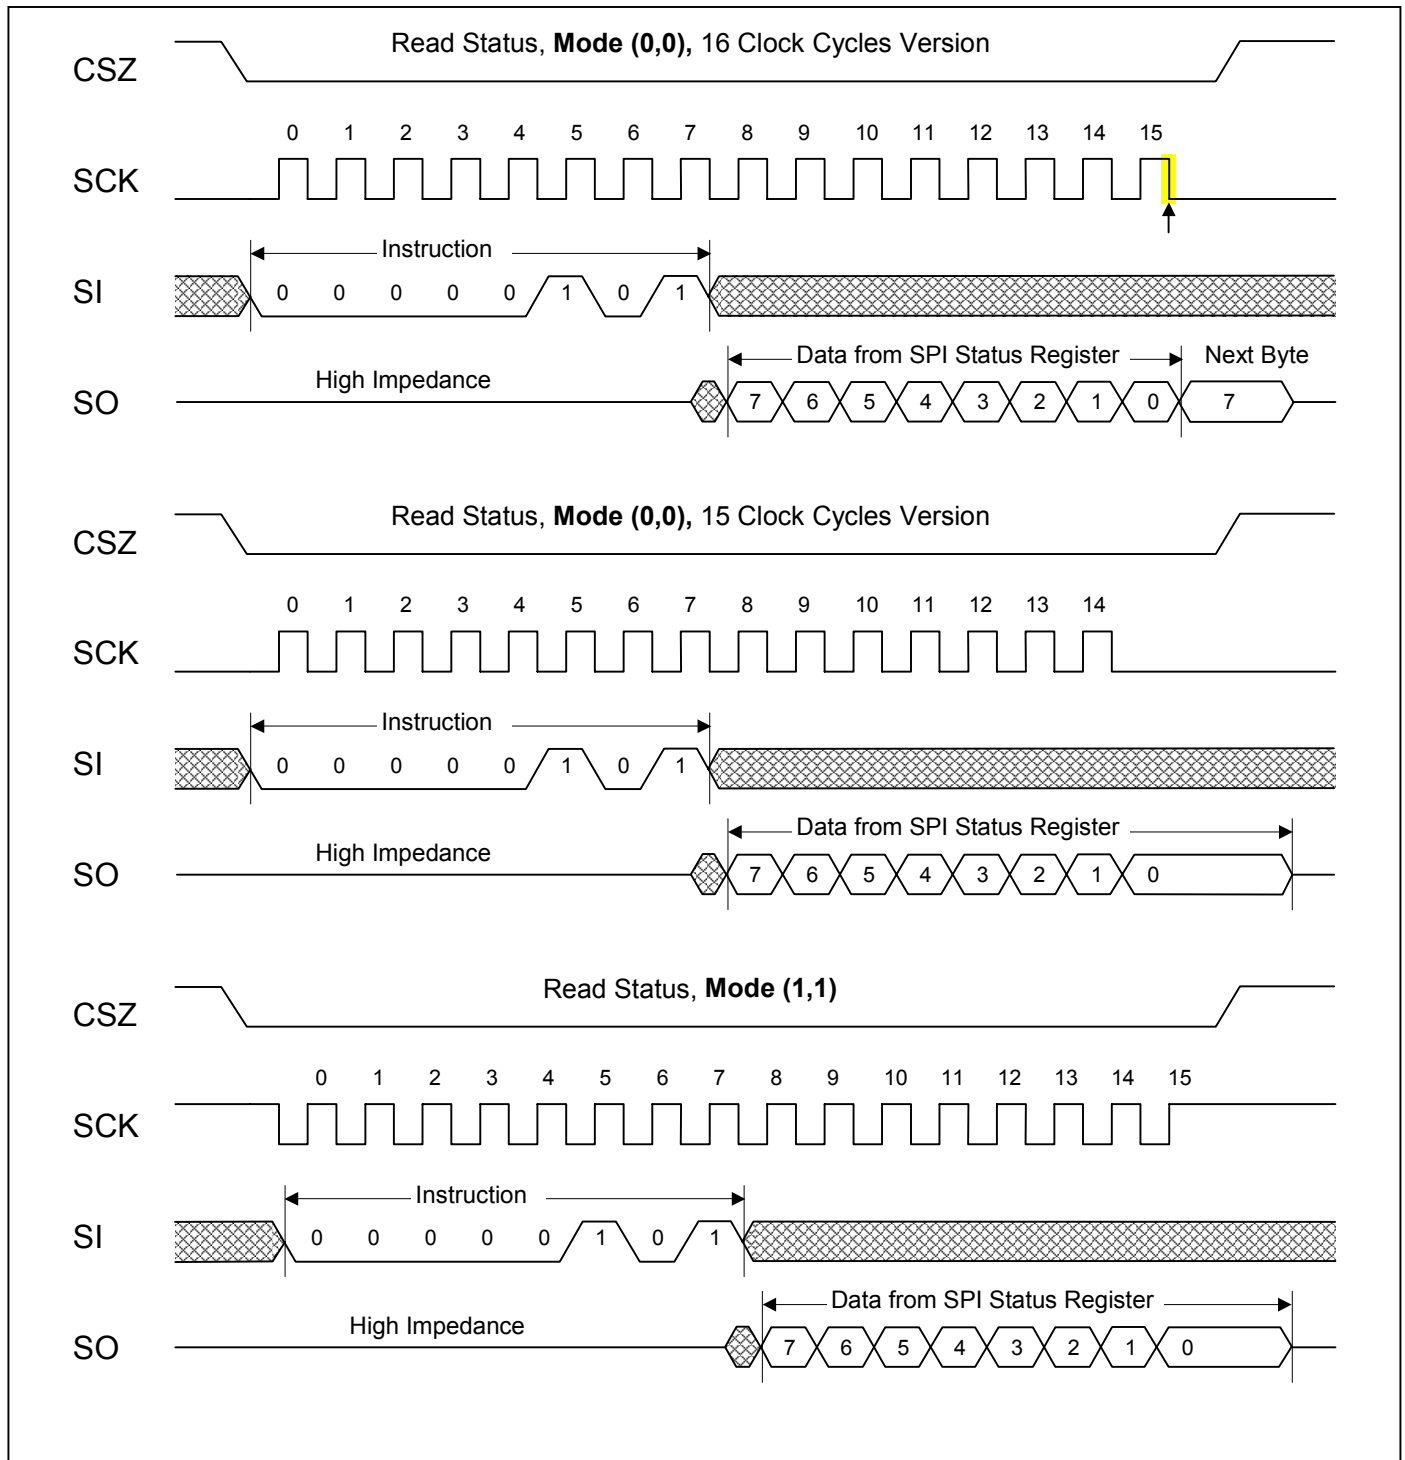 Read Status, Mode (0,0), 16 Clock Cycles Version
CSZ
0 1 2 3 4 5 6 7 8 9 10 11 12 13 14 15
SCK
Instruction
SI 0 0 0 0 0 1 0 1
Data from SPI Status Register Next Byte
High Impedance
SO 7 6 5 4 3 2 1 0 7
Read Status, Mode (0,0), 15 Clock Cycles Version
CSZ
0 1 2 3 4 5 6 7 8 9 10 11 12 13 14
SCK
Instruction
SI 0 0 0 0 0 1 0 1
Data from SPI Status Register
High Impedance
SO 7 6 5 4 3 2 1 0
Read Status, Mode (1,1)
CSZ
0 1 2 3 4 5 6 7 8 9 10 11 12 13 14 15
SCK
Instruction
SI 0 0 0 0 0 1 0 1
Data from SPI Status Register
High Impedance
SO 7 6 5 4 3 2 1 0